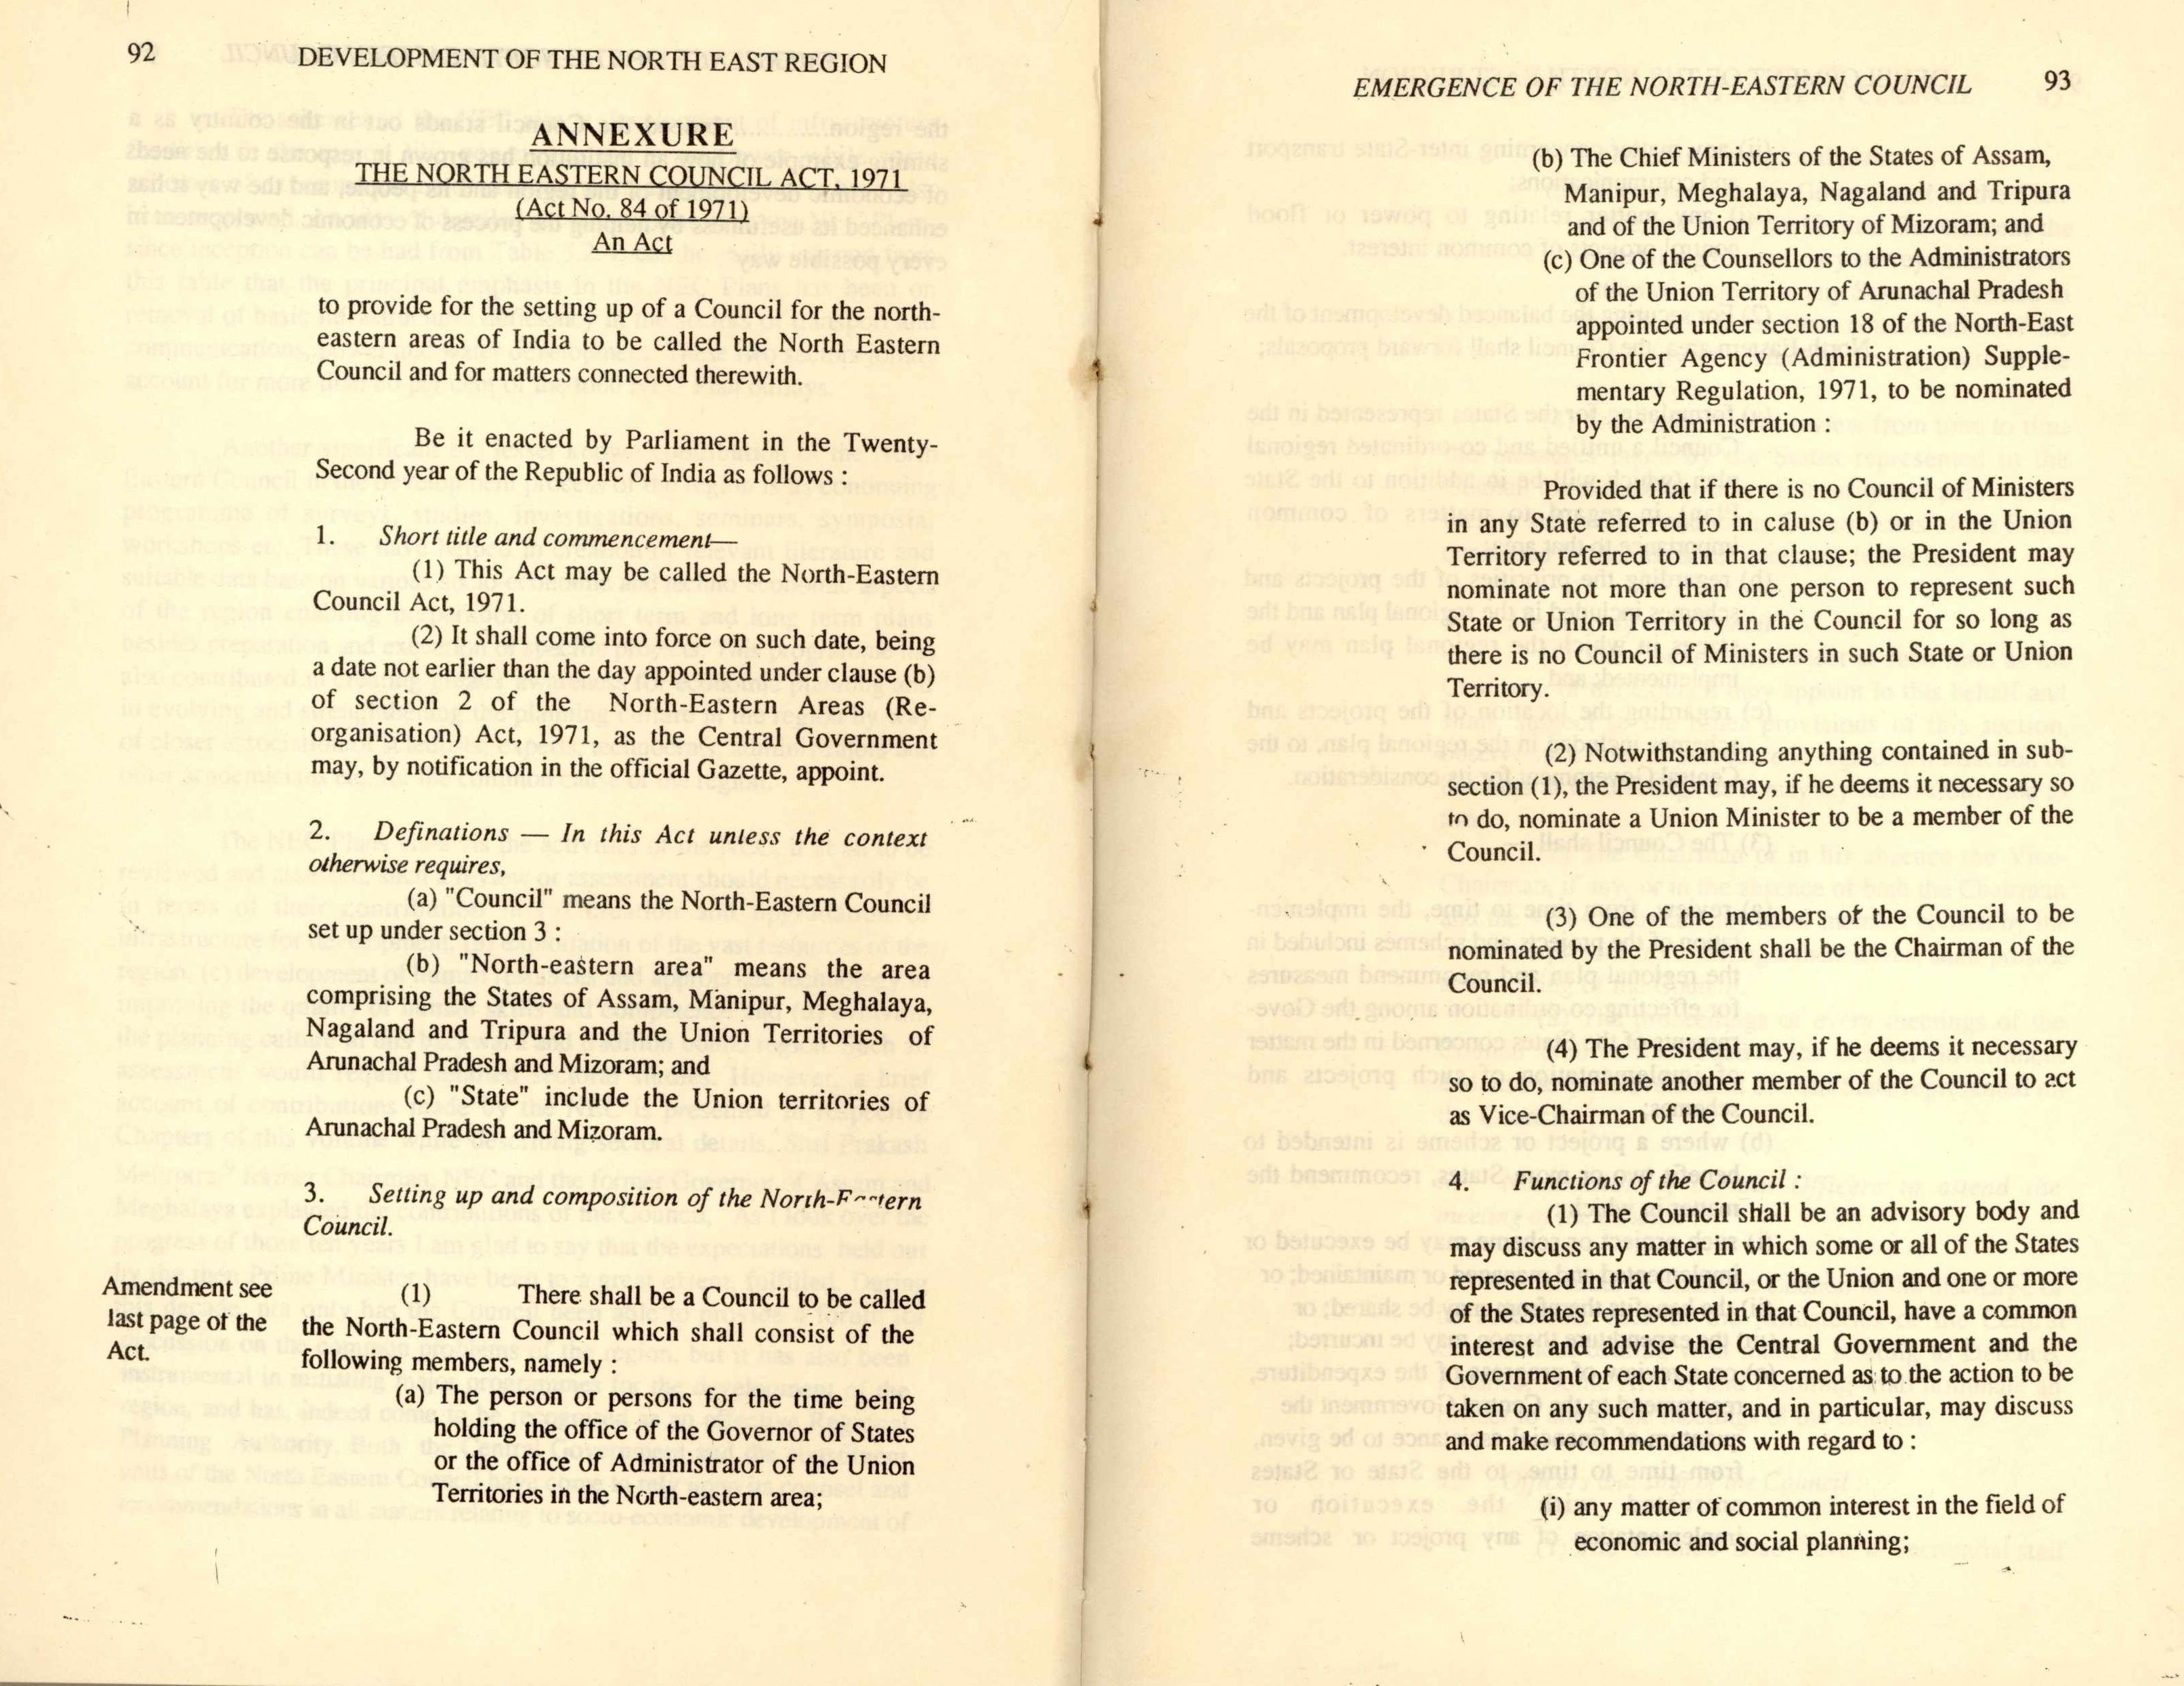 92 DEVELOPMENT OF THE NORTH EAST REGION
ANNEXURE
THE NORTH EASTERN COUNCIL ACT, 1971
(Act No. 84 of 1971)
An Act
to provide for the setting up of a Council for the north-
eastern areas of India to be called the North Eastern
Council and for matters connected therewith.
Be it enacted by Parliament in the Twenty-
Second year of the Republic of India as follows :
1. Short title and commencement—
(1) This Act may be called the North-Eastern
Council Act, 1971.
(2) It shall come into force on such date, being
a date not earlier than the day appointed under clause (b)
of section 2 of the North-Eastern Areas (Re-
organisation) Act, 1971, as the Central Government
may, by notification in the official Gazette, appoint.
2. Definations — In this Act unless the context
otherwise requires,
(a) "Council" means the North-Eastern Council
set up under section 3 :
(b) "North-eastern area" means the area
comprising the States of Assam, Manipur, Meghalaya,
Nagaland and Tripura and the Union Territories of
Arunachal Pradesh and Mizoram; and
(c) "State" include the Union territories of
Arunachal Pradesh and Mizoram.
3. Setting up and composition of the
Council.
Amendment see
last page of the
Act.
(1) There shall be a Council to be called
the North-Eastern Council which shall consist of the
following members, namely :
(a) The person or persons for the time being
holding the office of the Governor of States
or the office of Administrator of the Union
Territories in the North-eastern area;
EMERGENCE OF THE NORTH-EASTERN COUNCIL 93
(b) The Chief Ministers of the States of Assam,
Manipur, Meghalaya, Nagaland and Tripura
and of the Union Territory of Mizoram; and
(c) One of the Counsellors to the Administrators
of the Union Territory of Arunachal Pradesh
appointed under section 18 of the North-East
Frontier Agency (Administration) Supple-
mentary Regulation, 1971, to be nominated
by the Administration :
Provided that if there is no Council of Ministers
in any State referred to in caluse (b) or in the Union
Territory referred to in that clause; the President may
nominate not more than one person to represent such
State or Union Territory in the Council for so long as
there is no Council of Ministers in such State or Union
Territory.
(2) Notwithstanding anything contained in sub-
section (1), the President may, if he deems it necessary so
to do, nominate a Union Minister to be a member of the
Council.
(3) One of the members of the Council to be
nominated by the President shall be the Chairman of the
Council.
(4) The President may, if he deems it necessary
so to do, nominate another member of the Council to act
as Vice-Chairman of the Council.
4. Functions of the Council :
(1) The Council shall be an advisory body and
may discuss any matter in which some or all of the States
represented in that Council, or the Union and one or more
of the States represented in that Council, have a common
interest and advise the Central Government and the
Government of each State concerned as to the action to be
taken on any such matter, and in particular, may discuss
and make recommendations with regard to :
(i) any matter of common interest in the field of
economic and social planning;